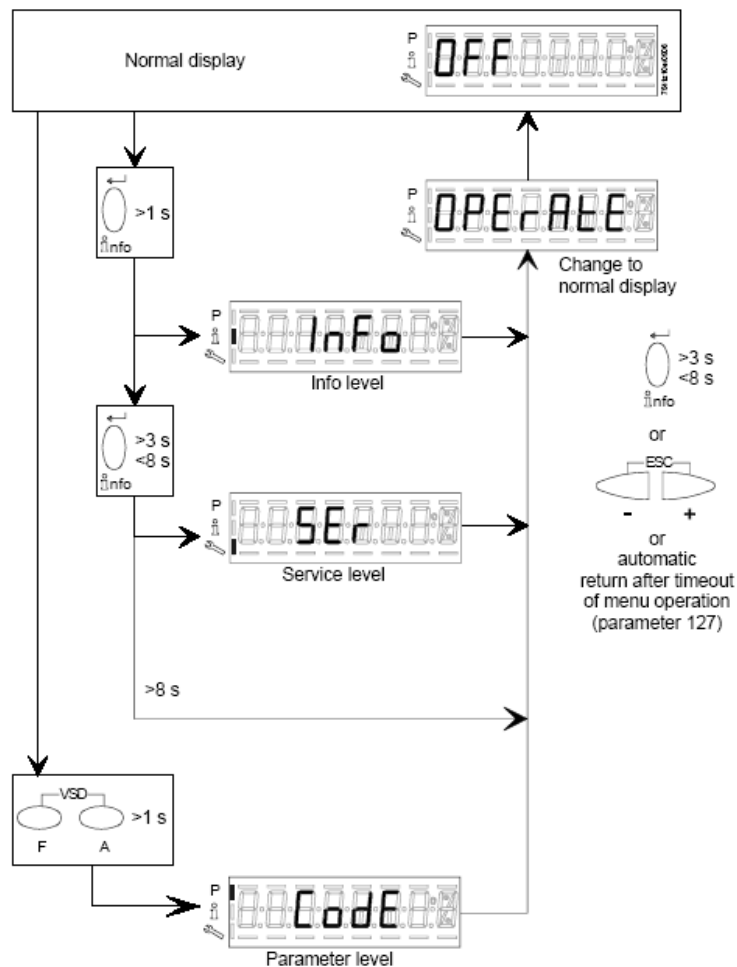 Normal display
P
i
OFF
P
i
OPErAtE
Change to
normal display
>1 s
info
P
i
InFo
Info level
>3 s
<8 s
info
or
ESC
- +
or
automatic
return after timeout
of menu operation
(parameter 127)
>3 s
<8 s
info
P
i
SEr
Service level
>8 s
VSD
>1 s
F A
P
i
CodE
Parameter level